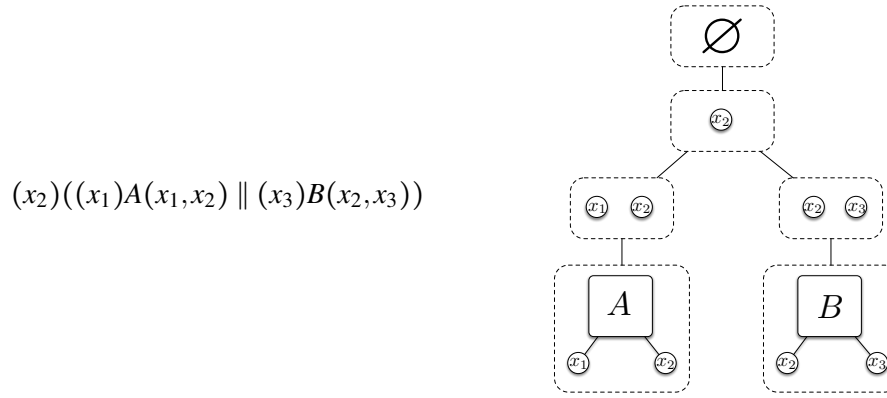 ∅
x₂
(x₂)((x₁)A(x₁,x₂) ∥ (x₃)B(x₂,x₃))
x₁ x₂ x₂ x₃
A B
x₁ x₂ x₂ x₃